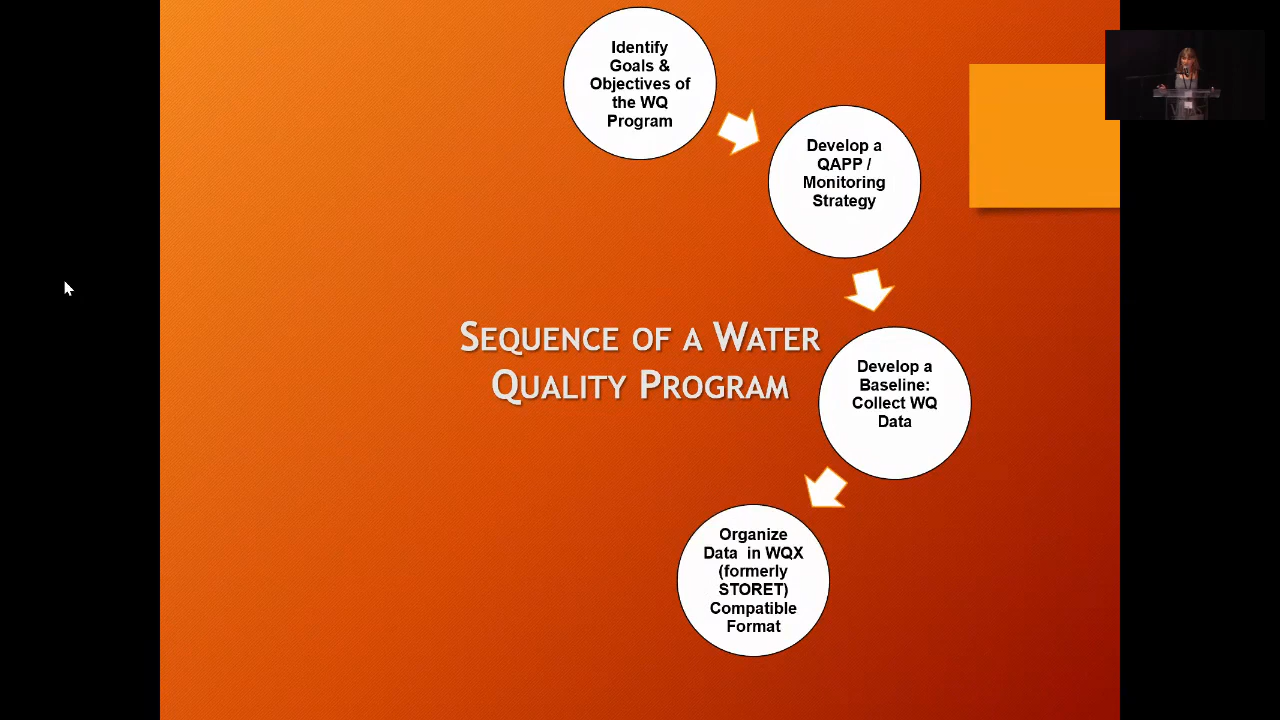 Identify
Goals &
Objectives of
the WQ
Program
Develop a
QAPP /
Monitoring
Strategy
SEQUENCE OF A WATER
QUALITY PROGRAM
Develop a
Baseline:
Collect WQ
Data
Organize
Data in WQX
(formerly
STORET)
Compatible
Format